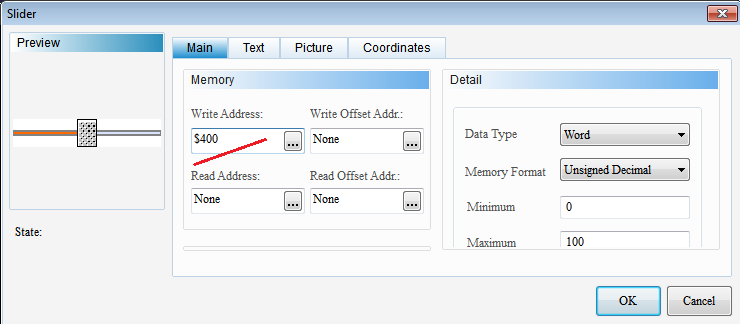 Slider
Preview
State:
Main Text Picture Coordinates
Memory
Write Address: Write Offset Addr.:
$400 ... None ...
Read Address: Read Offset Addr.:
None ... None ...
Detail
Data Type Word
Memory Format Unsigned Decimal
Minimum 0
Maximum 100
OK Cancel